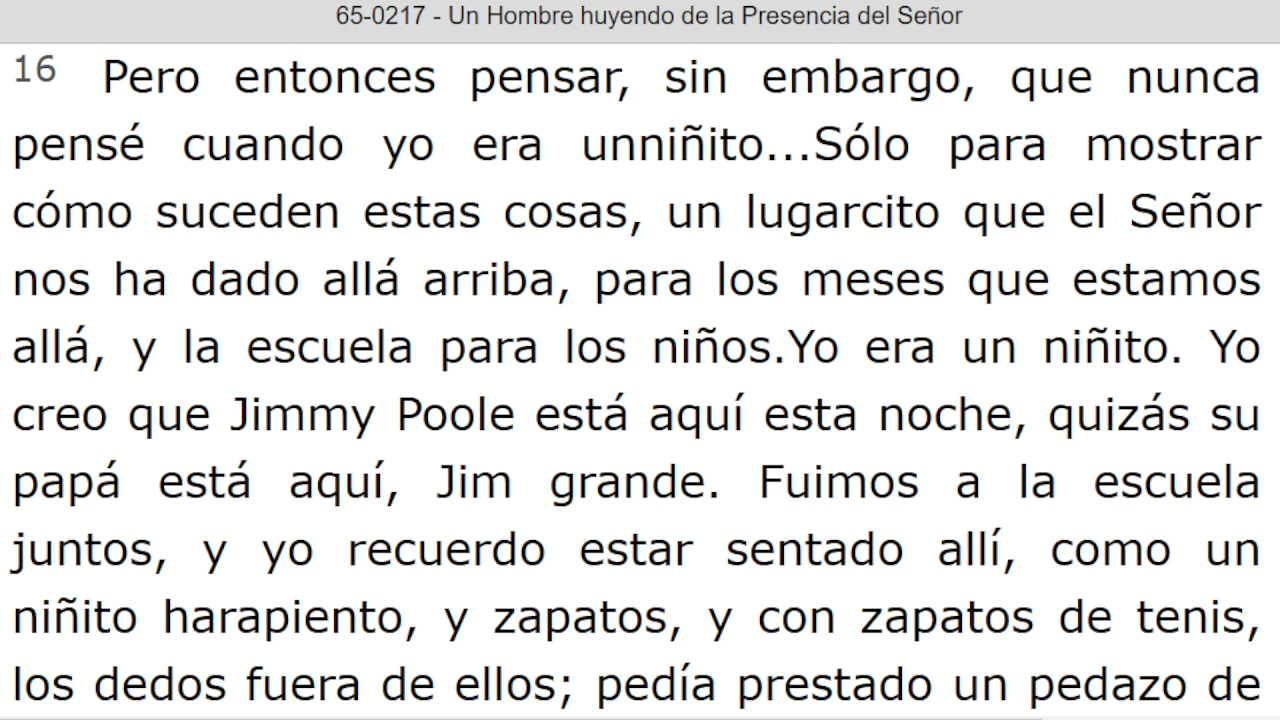 65-0217 - Un Hombre huyendo de la Presencia del Señor
16 Pero entonces pensar, sin embargo, que nunca
pensé cuando yo era unniñito...Sólo para mostrar
cómo suceden estas cosas, un lugarcito que el Señor
nos ha dado allá arriba, para los meses que estamos
allá, y la escuela para los niños.Yo era un niñito. Yo
creo que Jimmy Poole está aquí esta noche, quizás su
papá está aquí, Jim grande. Fuimos a la escuela
juntos, y yo recuerdo estar sentado allí, como un
niñito harapiento, y zapatos, y con zapatos de tenis,
los dedos fuera de ellos; pedía prestado un pedazo de